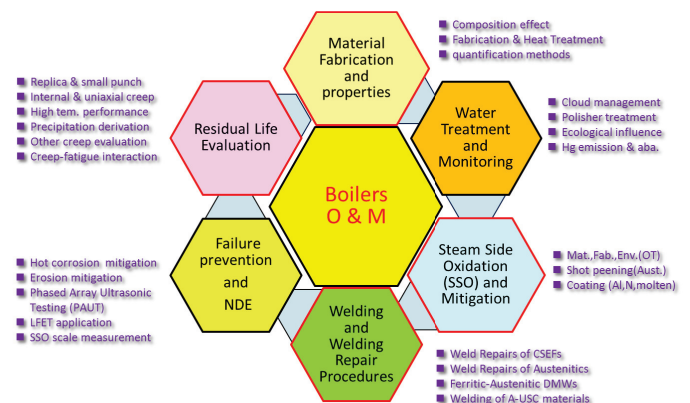 Material
Fabrication
and
properties
■ Composition effect
■ Fabrication & Heat Treatment
■ quantification methods
Water
Treatment
and
Monitoring
■ Cloud management
■ Polisher treatment
■ Ecological influence
■ Hg emission & aba.
Steam Side
Oxidation
(SSO) and
Mitigation
■ Mat.,Fab.,Env.(OT)
■ Shot peening(Aust.)
■ Coating (Al,N,molten)
Welding
and
Welding
Repair
Procedures
■ Weld Repairs of CSEFs
■ Weld Repairs of Austenitics
■ Ferritic-Austenitic DMWs
■ Welding of A-USC materials
Failure
prevention
and
NDE
■ Hot corrosion mitigation
■ Erosion mitigation
■ Phased Array Ultrasonic
Testing (PAUT)
■ LFET application
■ SSO scale measurement
Residual Life
Evaluation
■ Replica & small punch
■ Internal & uniaxial creep
■ High tem. performance
■ Precipitation derivation
■ Other creep evaluation
■ Creep-fatigue interaction
Boilers
O & M